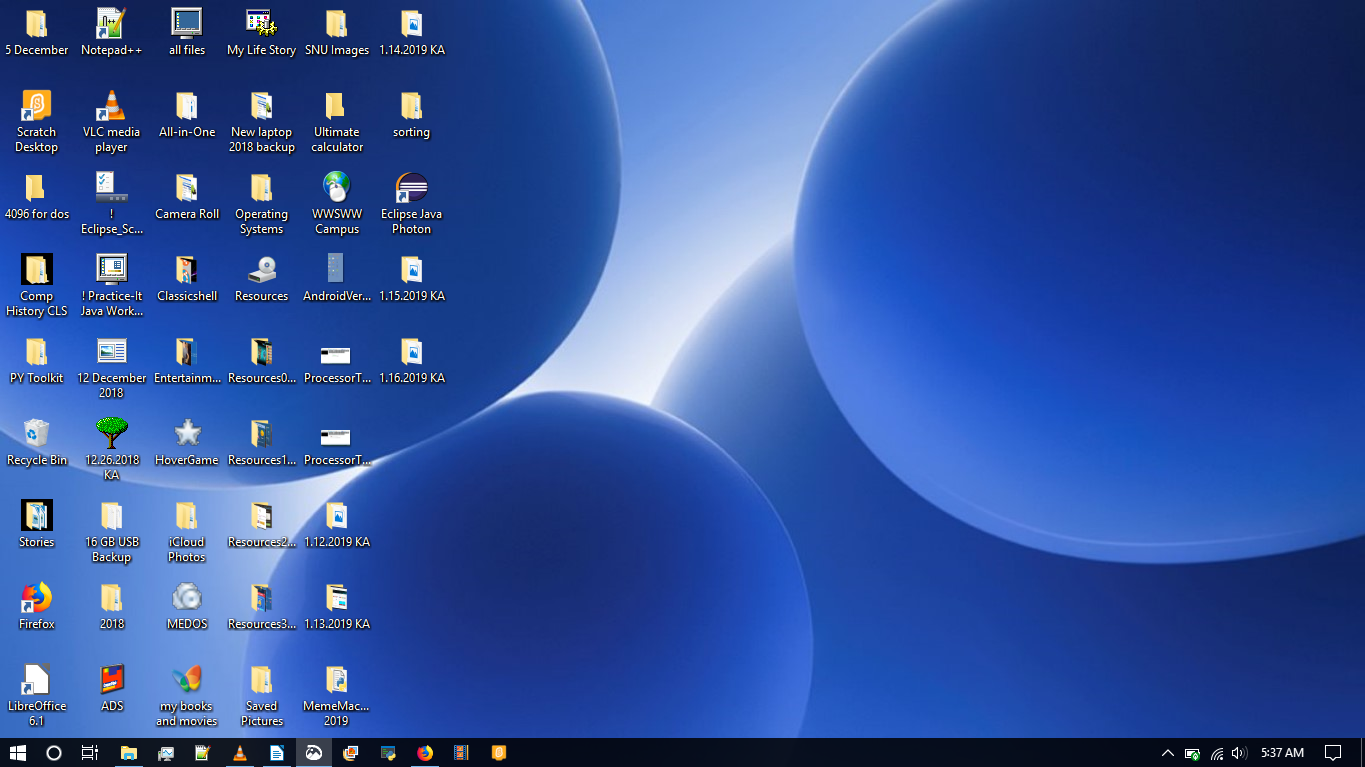 5 December
Notepad++
all files
My Life Story
SNU Images
1.14.2019 KA
Scratch
Desktop
VLC media
player
All-in-One
New laptop
2018 backup
Ultimate
calculator
sorting
4096 for dos
!
Eclipse_Sc...
Camera Roll
Operating
Systems
WWSWW
Campus
Eclipse Java
Photon
Comp
History CLS
! Practice-It
Java Work...
Classicshell
Resources
AndroidVer...
1.15.2019 KA
PY Toolkit
12 December
2018
Entertainm...
Resources0...
ProcessorT...
1.16.2019 KA
Recycle Bin
12.26.2018
KA
HoverGame
Resources1...
ProcessorT...
Stories
16 GB USB
Backup
iCloud
Photos
Resources2...
1.12.2019 KA
Firefox
2018
MEDOS
Resources3...
1.13.2019 KA
LibreOffice
6.1
ADS
my books
and movies
Saved
Pictures
MemeMac...
2019
5:37 AM